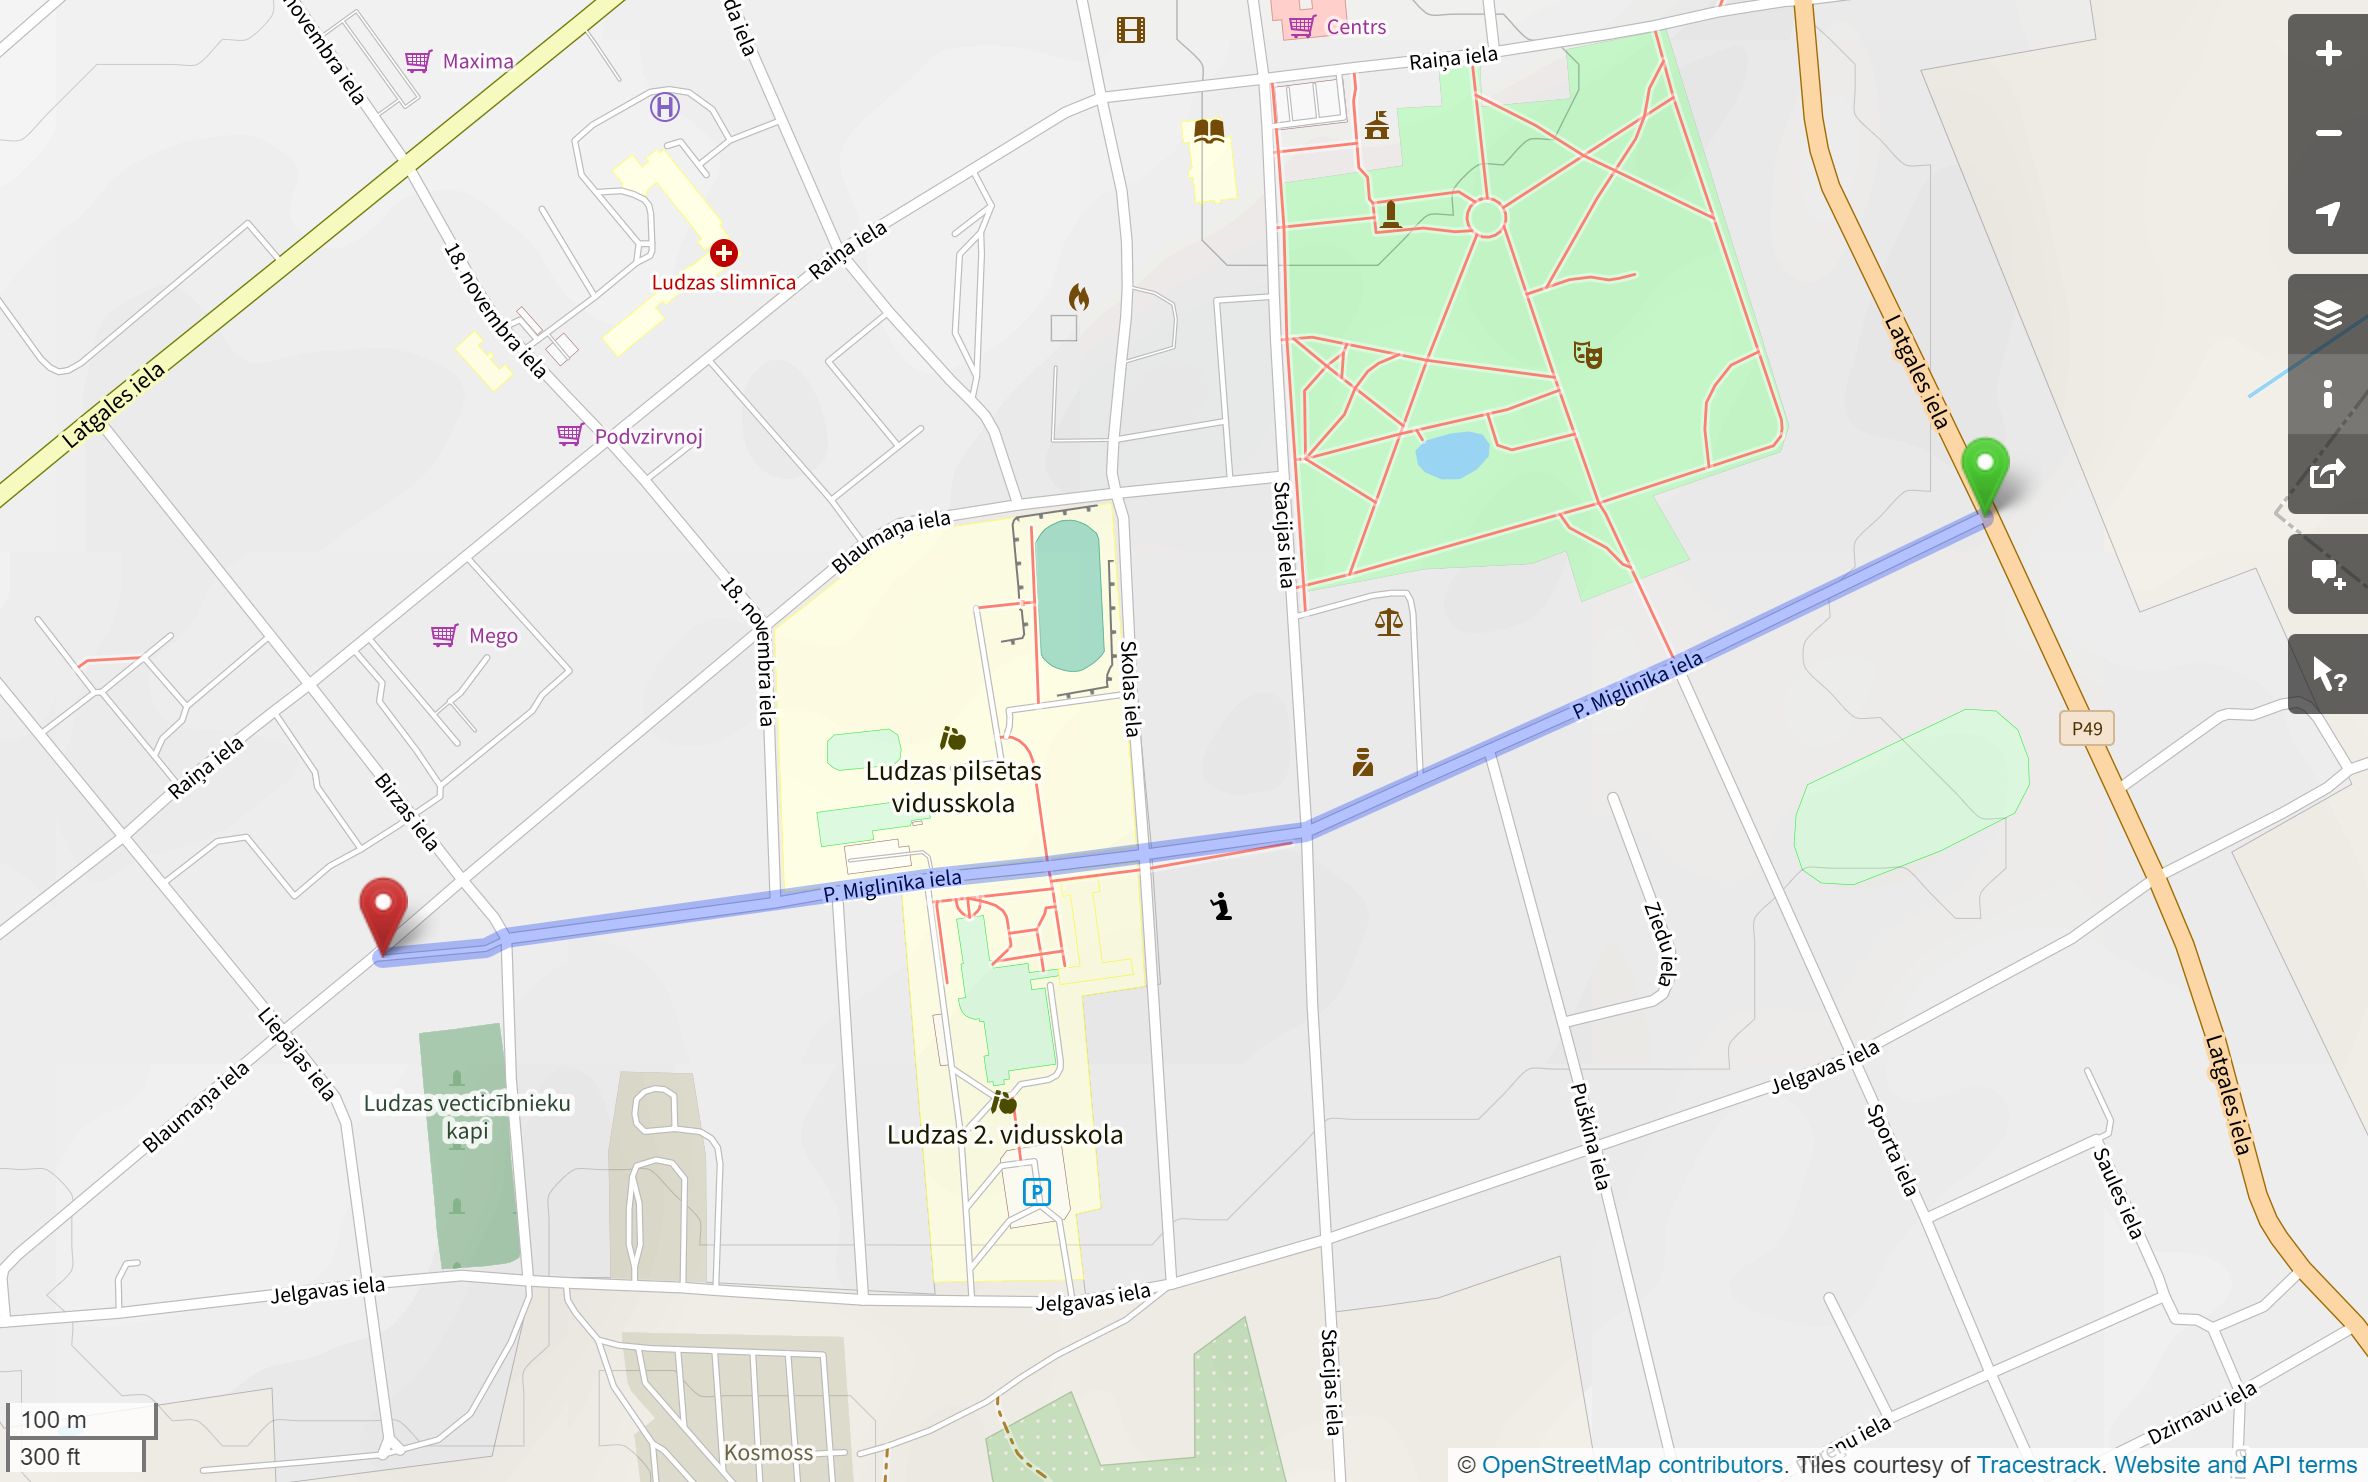 novembra iela
da iela
Maxima
Centrs
Raiņa iela
H
18. novembra iela
Ludzas slimnīca
Raiņa iela
Latgales iela
Latgales iela
Podvzirvnoj
Stacijas iela
Blaumaņa iela
18. novembra iela
Mego
Skolas iela
P. Miglinīka iela
P49
Raiņa iela
Birzas iela
Ludzas pilsētas
vidusskola
P. Miglinīka iela
Ziedu iela
Liepājas iela
Latgales iela
Blaumaņa iela
Jelgavas iela
Ludzas vecticībnieku
kapi
Ludzas 2. vidusskola
Puškina iela
Sporta iela
Saules iela
P
Jelgavas iela
Jelgavas iela
Stacijas iela
Dzirnavu iela
iela
Kosmoss
100 m
300 ft
© OpenStreetMap contributors. Tiles courtesy of Tracestrack. Website and API terms
?